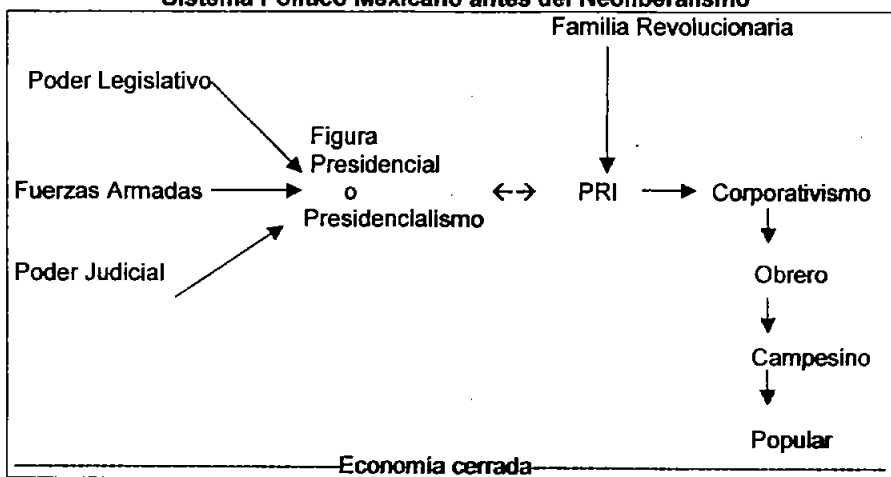 Sistema Político Mexicano antes del Neoliberalismo
Familia Revolucionaria
Poder Legislativo
Figura
Presidencial
Fuerzas Armadas o PRI Corporativismo
Presidencialismo
Poder Judicial
Obrero
Campesino
Popular
Economía cerrada